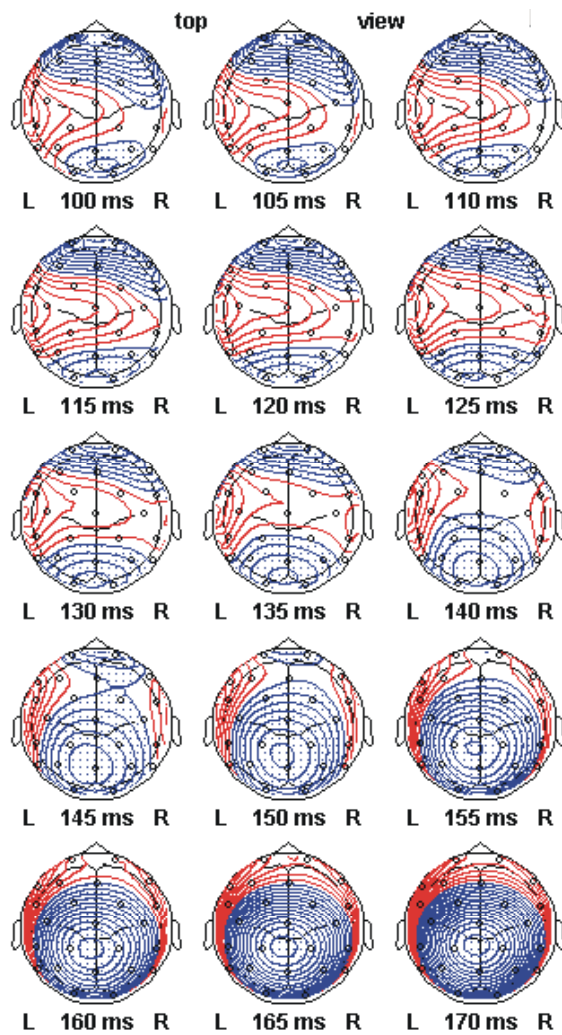 top view
L 100 ms R L 105 ms R L 110 ms R
L 115 ms R L 120 ms R L 125 ms R
L 130 ms R L 135 ms R L 140 ms R
L 145 ms R L 150 ms R L 155 ms R
L 160 ms R L 165 ms R L 170 ms R